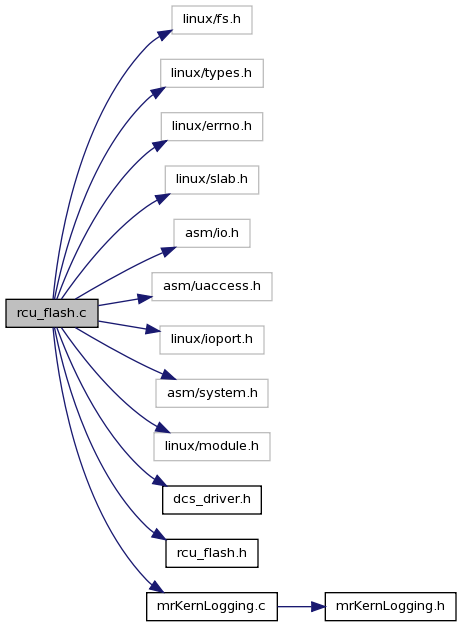 linux/fs.h
linux/types.h
linux/errno.h
linux/slab.h
asm/io.h
asm/uaccess.h
rcu_flash.c
linux/ioport.h
asm/system.h
linux/module.h
dcs_driver.h
rcu_flash.h
mrKernLogging.c
mrKernLogging.h